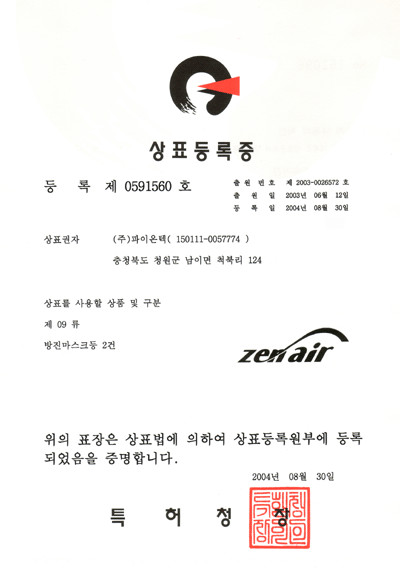 상표등록증
등 록 제 0591560 호
출 원 번 호 제 2003-0026572 호
출 원 일 2003년 06월 12일
등 록 일 2004년 08월 30일
상표권자 (주)파이온텍( 150111-0057774 )
충청북도 청원군 남이면 척북리 124
상표를 사용할 상품 및 구분
제 09 류
방진마스크등 2건
zen air
위의 표장은 상표법에 의하여 상표등록원부에 등록
되었음을 증명합니다.
2004년 08월 30일
특 허 청 장